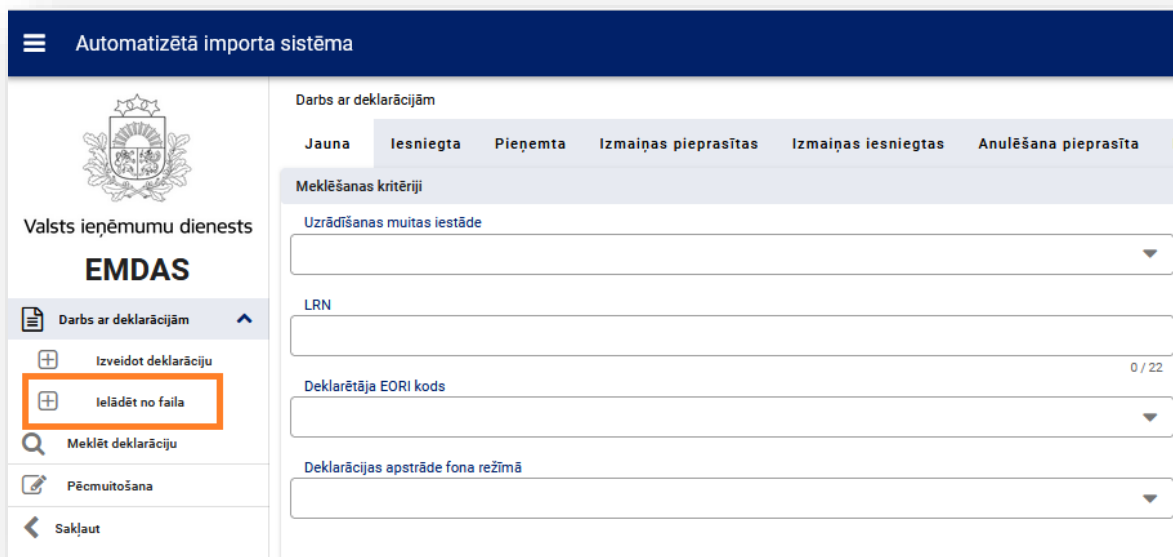 Automatizētā importa sistēma
Valsts ieņēmumu dienests
EMDAS
Darbs ar deklarācijām
Izveidot deklarāciju
Ielādēt no faila
Meklēt deklarāciju
Pēcmuitošana
Sakļaut
Darbs ar deklarācijām
Jauna Iesniegta Pieņemta Izmaiņas pieprasītas Izmaiņas iesniegtas Anulēšana pieprasīta
Meklēšanas kritēriji
Uzrādīšanas muitas iestāde
LRN
0 / 22
Deklarētāja EORI kods
Deklarācijas apstrāde fona režīmā